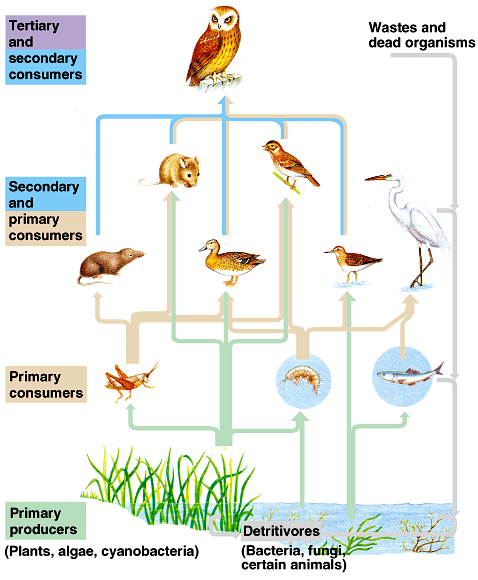 Tertiary
and
secondary
consumers
Wastes and
dead organisms
Secondary
and
primary
consumers
Primary
consumers
Primary
producers
(Plants, algae, cyanobacteria)
Detritivores
(Bacteria, fungi,
certain animals)